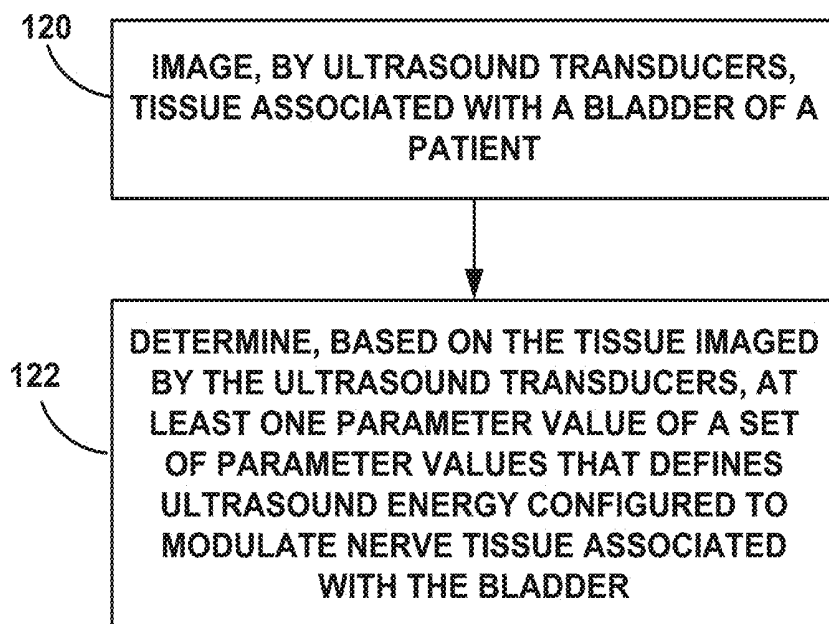 120
IMAGE, BY ULTRASOUND TRANSDUCERS,
TISSUE ASSOCIATED WITH A BLADDER OF A
PATIENT
122
DETERMINE, BASED ON THE TISSUE IMAGED
BY THE ULTRASOUND TRANSDUCERS, AT
LEAST ONE PARAMETER VALUE OF A SET
OF PARAMETER VALUES THAT DEFINES
ULTRASOUND ENERGY CONFIGURED TO
MODULATE NERVE TISSUE ASSOCIATED
WITH THE BLADDER